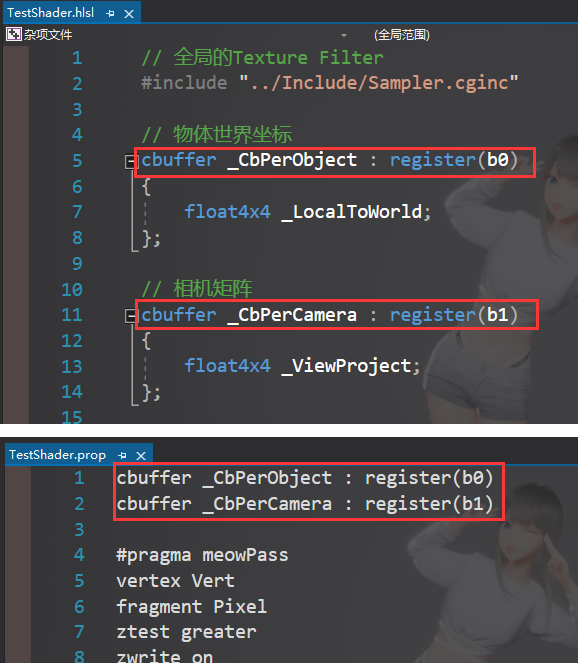 TestShader.hlsl
杂项文件 (全局范围)
1 // 全局的Texture Filter
2 #include "../Include/Sampler.cginc"
3
4 // 物体世界坐标
5 cbuffer _CbPerObject : register(b0)
6 {
7 float4x4 _LocalToWorld;
8 };
9
10 // 相机矩阵
11 cbuffer _CbPerCamera : register(b1)
12 {
13 float4x4 _ViewProject;
14 };
15
TestShader.prop
1 cbuffer _CbPerObject : register(b0)
2 cbuffer _CbPerCamera : register(b1)
3
4 #pragma meowPass
5 vertex Vert
6 fragment Pixel
7 ztest greater
8 zwrite on